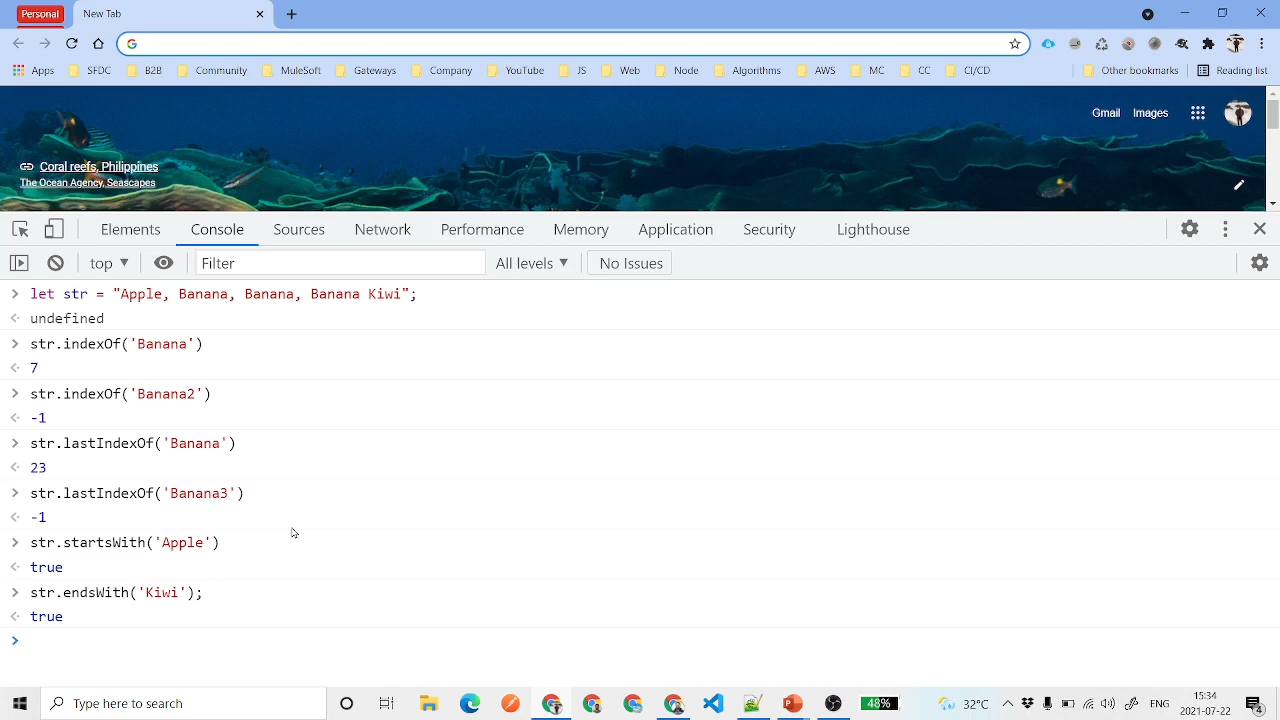 Personal
New Tab
Apps SFDC B2B Community MuleSoft Gateways Company YouTube JS Web Node Algorithms AWS MC CC CI/CD Other bookmarks Reading list
Gmail Images
Coral reefs, Philippines
The Ocean Agency, Seascapes
Elements Console Sources Network Performance Memory Application Security Lighthouse
top Filter All levels No Issues
let str = "Apple, Banana, Banana, Banana Kiwi";
undefined
str.indexOf('Banana')
7
str.indexOf('Banana2')
-1
str.lastIndexOf('Banana')
23
str.lastIndexOf('Banana3')
-1
str.startsWith('Apple')
true
str.endsWith('Kiwi');
true
Type here to search
48%
32°C
ENG
15:34
2021-07-22
4